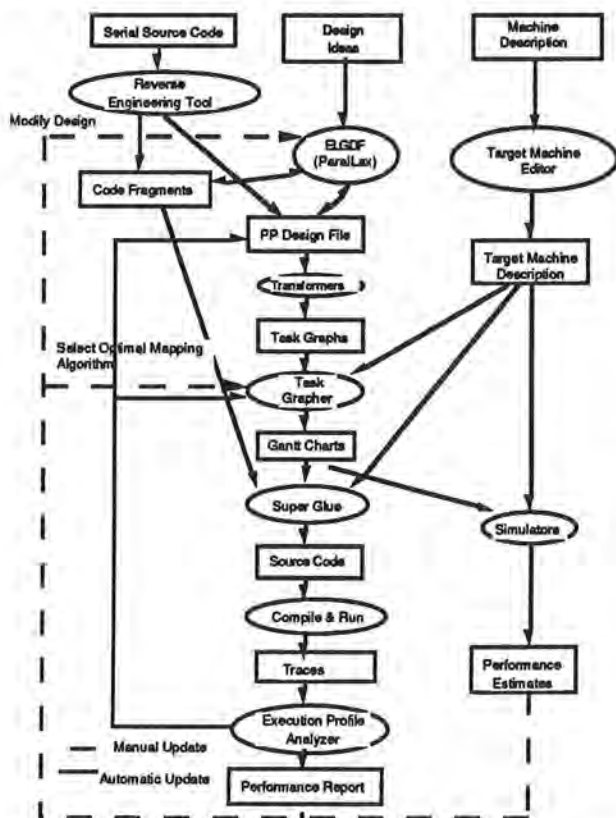 Serial Source Code
Design
Ideas
Machine
Description
Reverse
Engineering Tool
Modify Design
ELGDF
(ParalLax)
Target Machine
Editor
Code Fragments
PP Design File
Target Machine
Description
Transformers
Task Graphs
Select Optimal Mapping
Algorithm
Task
Grapher
Gantt Charts
Super Glue
Simulators
Source Code
Compile & Run
Traces
Performance
Estimates
Execution Profile
Analyzer
Manual Update
Automatic Update
Performance Report